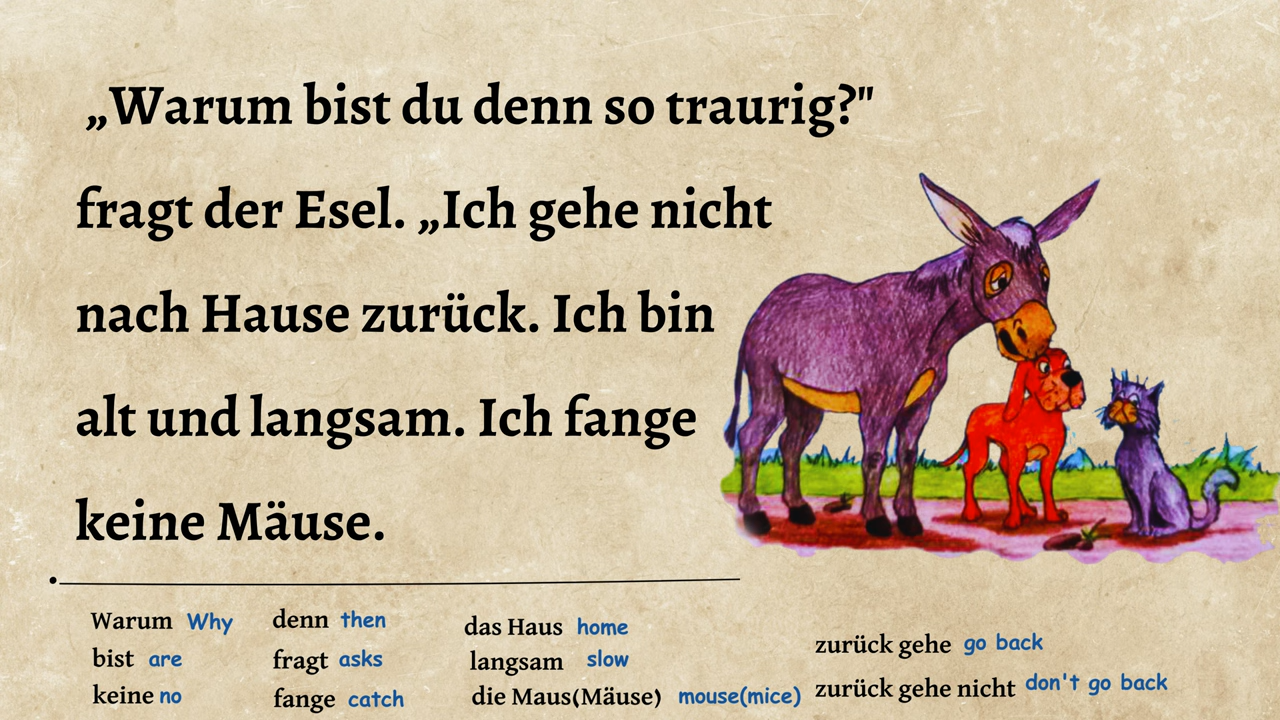 „Warum bist du denn so traurig?"
fragt der Esel. „Ich gehe nicht
nach Hause zurück. Ich bin
alt und langsam. Ich fange
keine Mäuse.
Warum Why
bist are
keine no
denn then
fragt asks
fange catch
das Haus home
langsam slow
die Maus(Mäuse) mouse(mice)
zurück gehe go back
zurück gehe nicht don't go back